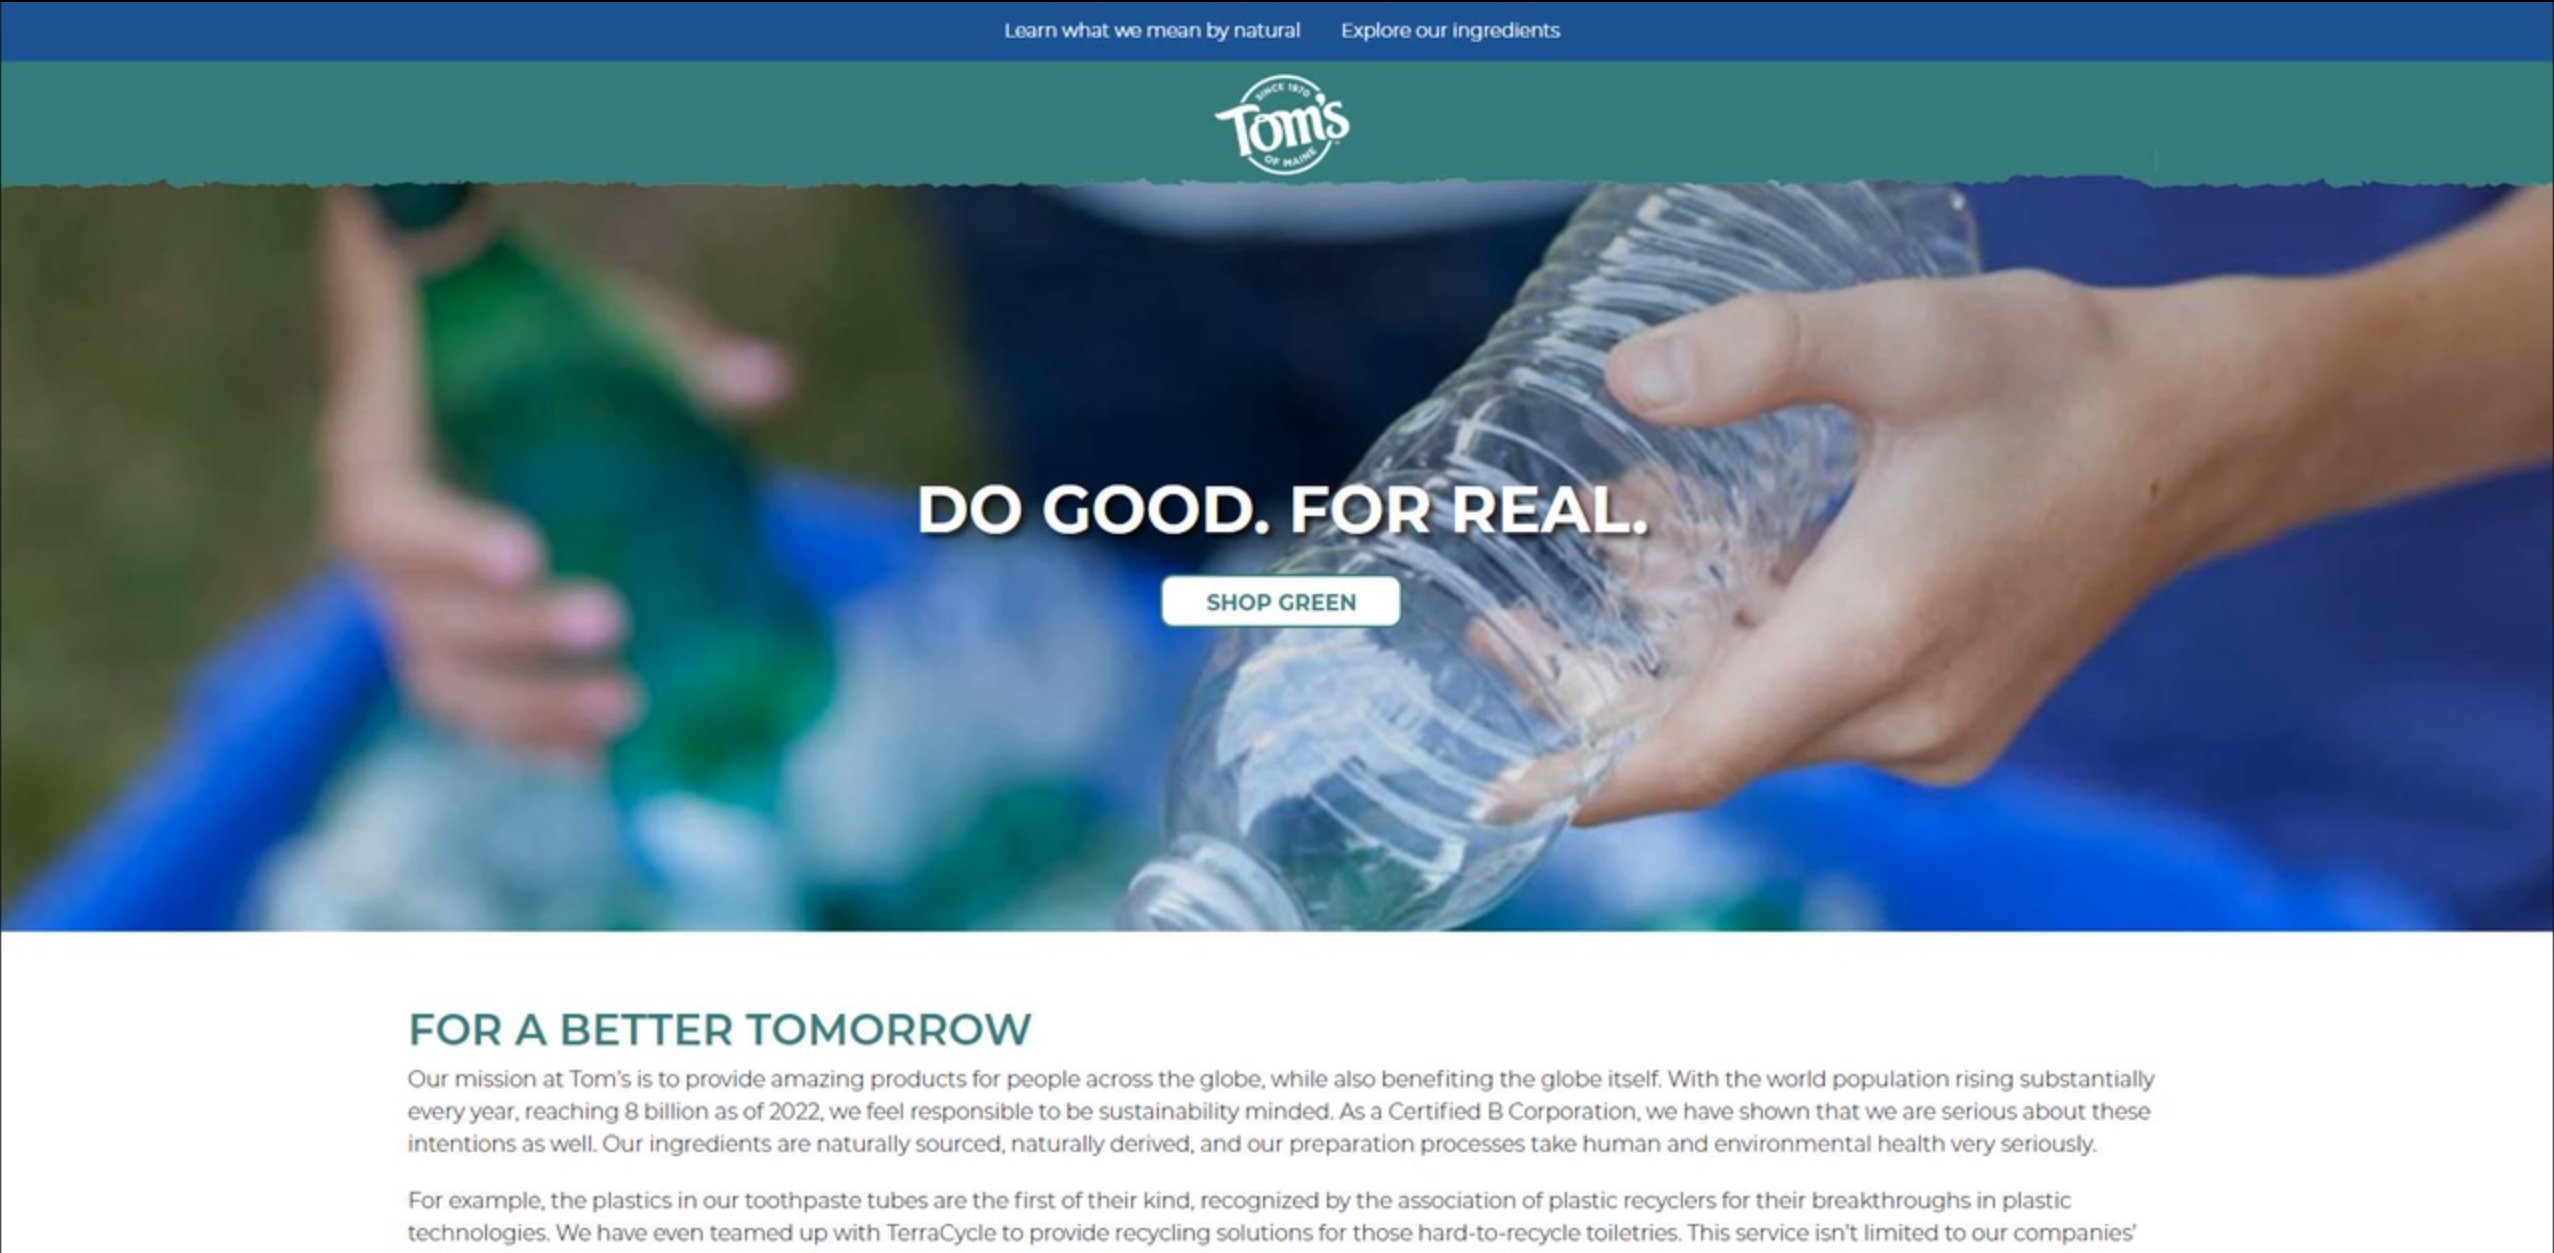 Learn what we mean by natural Explore our ingredients
SINCE 1970
Tom's
OF MAINE
DO GOOD. FOR REAL.
SHOP GREEN
FOR A BETTER TOMORROW
Our mission at Tom's is to provide amazing products for people across the globe, while also benefiting the globe itself. With the world population rising substantially
every year, reaching 8 billion as of 2022, we feel responsible to be sustainability minded. As a Certified B Corporation, we have shown that we are serious about these
intentions as well. Our ingredients are naturally sourced, naturally derived, and our preparation processes take human and environmental health very seriously.
For example, the plastics in our toothpaste tubes are the first of their kind, recognized by the association of plastic recyclers for their breakthroughs in plastic
technologies. We have even teamed up with TerraCycle to provide recycling solutions for those hard-to-recycle toiletries. This service isn't limited to our companies'